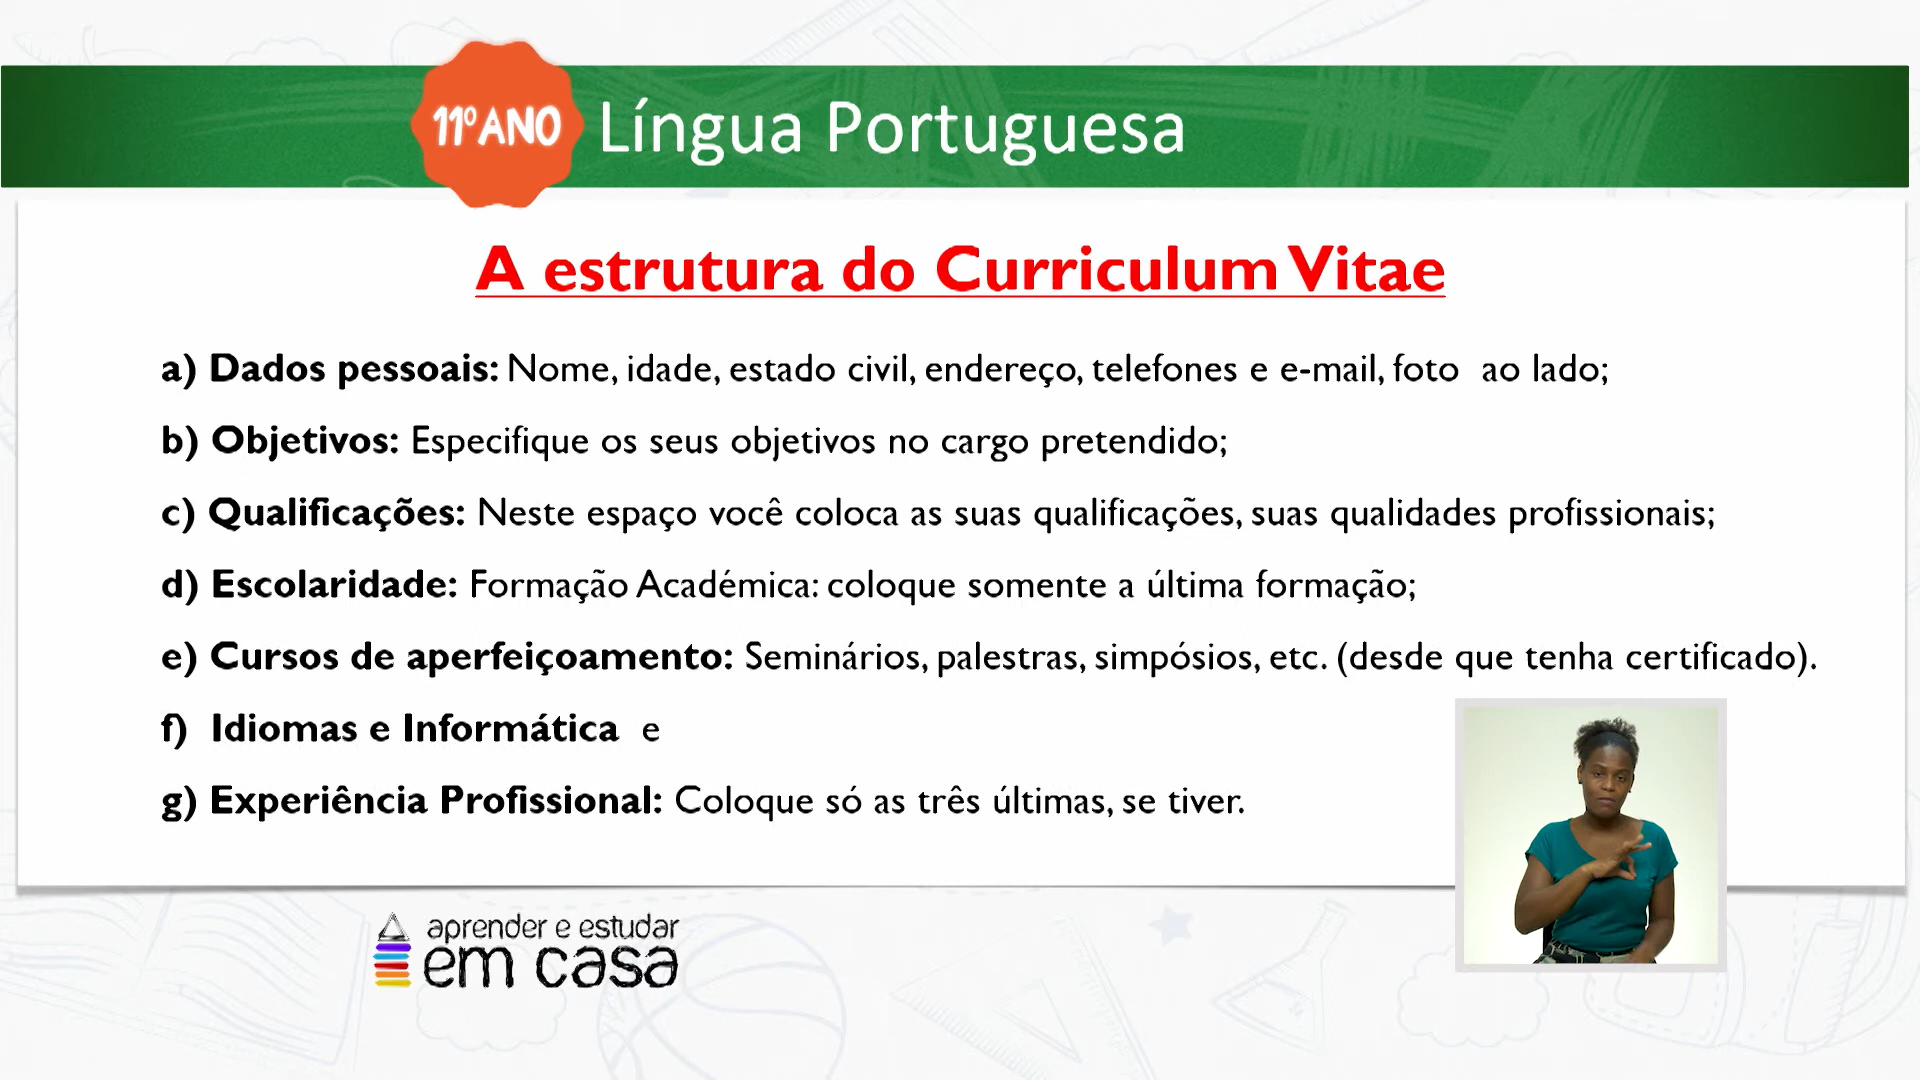 11º ANO Língua Portuguesa
A estrutura do Curriculum Vitae
a) Dados pessoais: Nome, idade, estado civil, endereço, telefones e e-mail, foto ao lado;
b) Objetivos: Especifique os seus objetivos no cargo pretendido;
c) Qualificações: Neste espaço você coloca as suas qualificações, suas qualidades profissionais;
d) Escolaridade: Formação Académica: coloque somente a última formação;
e) Cursos de aperfeiçoamento: Seminários, palestras, simpósios, etc. (desde que tenha certificado).
f) Idiomas e Informática e
g) Experiência Profissional: Coloque só as três últimas, se tiver.
aprender e estudar
em casa